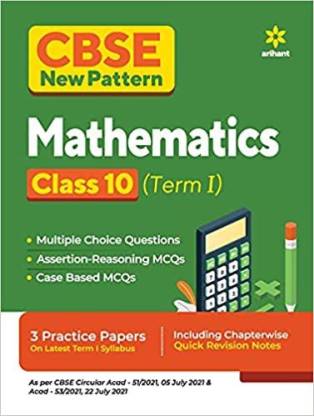 CBSE
New Pattern
arihant
Mathematics
Class 10 (Term I)
• Multiple Choice Questions
• Assertion-Reasoning MCQs
• Case Based MCQs
3 Practice Papers
On Latest Term I Syllabus
Including Chapterwise
Quick Revision Notes
As per CBSE Circular Acad - 51/2021, 05 July 2021 &
Acad - 53/2021, 22 July 2021